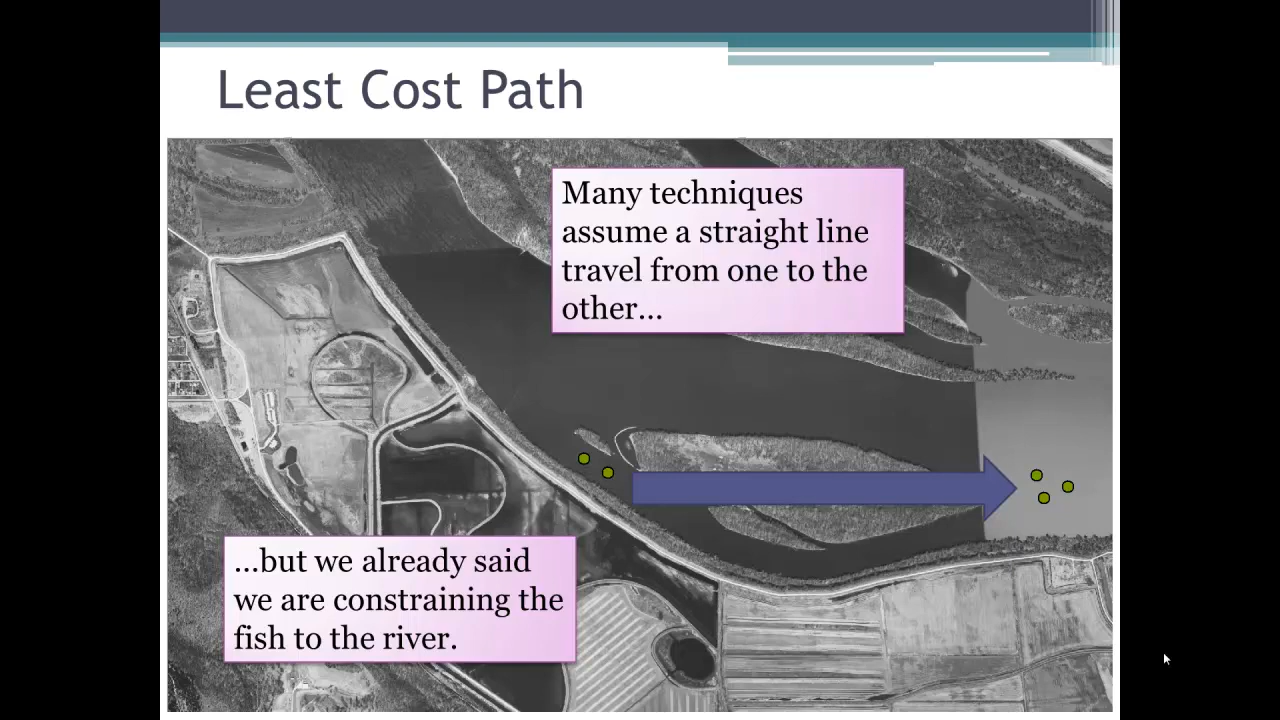 Least Cost Path
Many techniques
assume a straight line
travel from one to the
other…
…but we already said
we are constraining the
fish to the river.